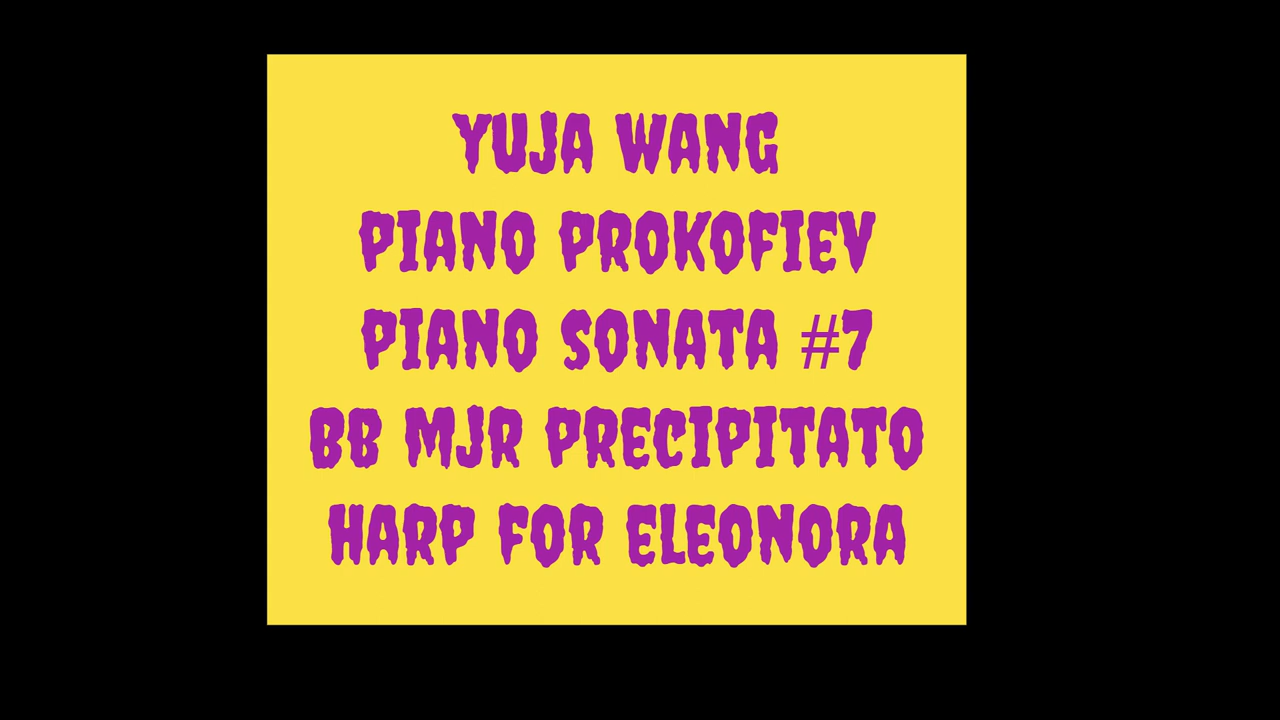 YUJA WANG
PIANO PROKOFIEV
PIANO SONATA #7
BB MJR PRECIPITATO
HARP FOR ELEONORA